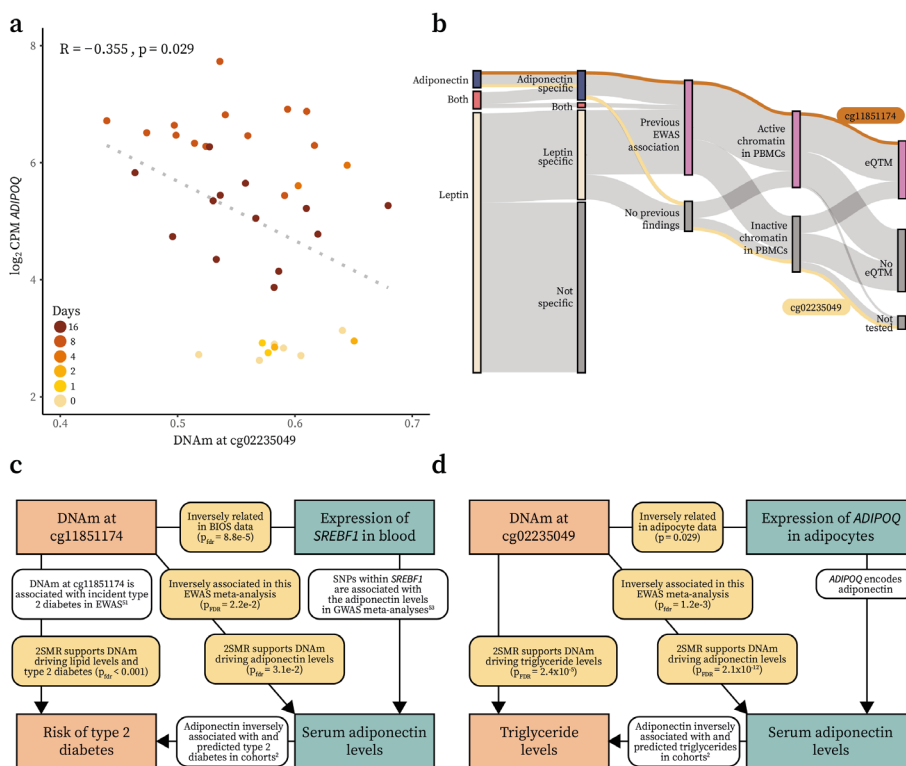 a
R = −0.355 , p = 0.029
log2 CPM ADIPOQ
8
6
4
2
Days
16
8
4
2
1
0
0.4
0.5
0.6
0.7
DNAm at cg02235049
b
Adiponectin
Both
Leptin
Adiponectin
specific
Both
Leptin
specific
Not
specific
Previous
EWAS
association
No previous
findings
Active
chromatin
in PBMCs
Inactive
chromatin
in PBMCs
cg11851174
cg02235049
eQTM
No
eQTM
Not
tested
c
DNAm at
cg11851174
Inversely related
in BIOS data
(pfdr = 8.8e-5)
Expression of
SREBF1 in blood
DNAm at cg11851174 is
associated with incident type
2 diabetes in EWAS51
Inversely associated in this
EWAS meta-analysis
(pFDR = 2.2e-2)
SNPs within SREBF1
are associated with
the adiponectin levels
in GWAS meta-analyses53
2SMR supports DNAm
driving lipid levels and
type 2 diabetes (pfdr < 0.001)
2SMR supports DNAm
driving adiponectin levels
(pfdr = 3.1e-2)
Risk of type 2
diabetes
Adiponectin inversely
associated with and
predicted type 2
diabetes in cohorts2
Serum adiponectin
levels
d
DNAm at
cg02235049
Inversely related
in adipocyte data
(p = 0.029)
Expression of ADIPOQ
in adipocytes
Inversely associated in this
EWAS meta-analysis
(pfdr = 1.2e-3)
ADIPOQ encodes
adiponectin
2SMR supports DNAm
driving triglyceride levels
(pFDR = 2.4x10-9)
2SMR supports DNAm
driving adiponectin levels
(pFDR = 2.1x10-12)
Triglyceride
levels
Adiponectin inversely
associated with and
predicted triglycerides
in cohorts2
Serum adiponectin
levels